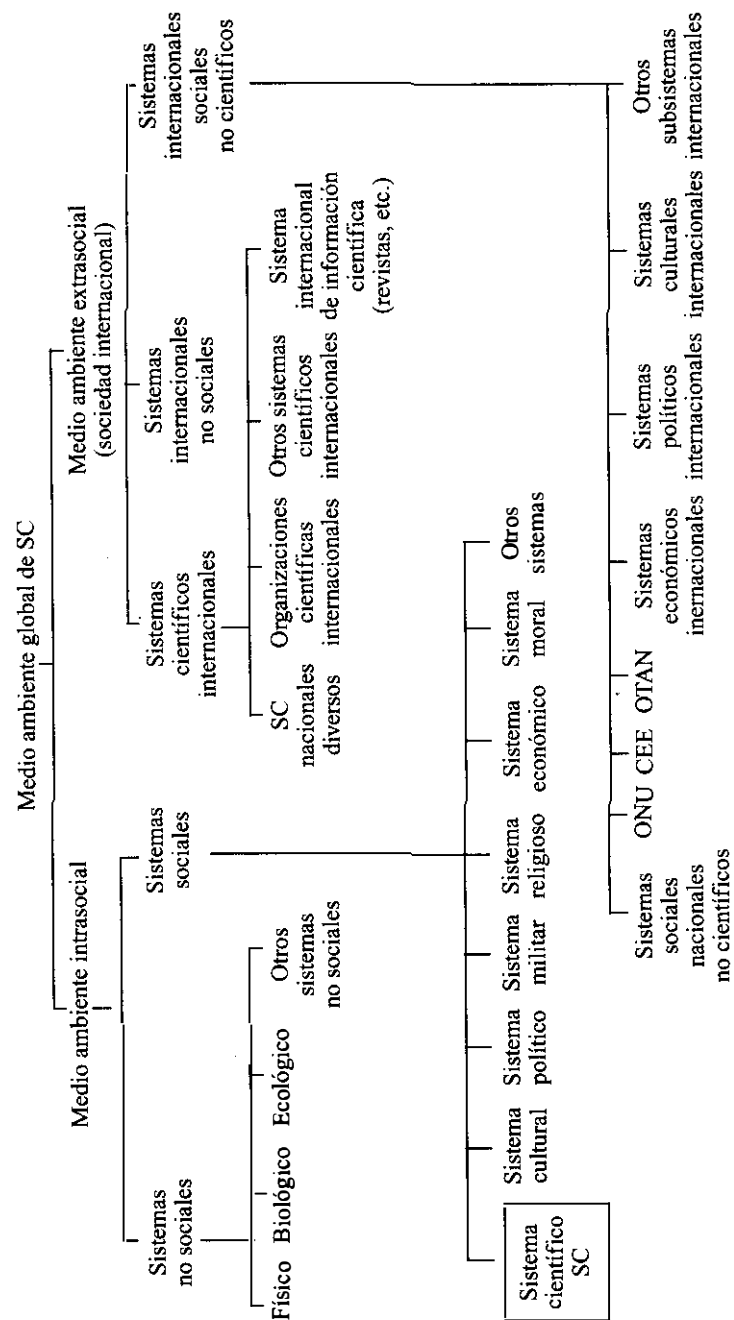 Medio ambiente global de SC
Medio ambiente intrasocial
Medio ambiente extrasocial
(sociedad internacional)
Sistemas
no sociales
Sistemas
sociales
Sistemas
científicos
internacionales
Sistemas
internacionales
no sociales
Sistemas
internacionales
sociales
no científicos
Físico
Biológico
Ecológico
Otros
sistemas
no sociales
SC
nacionales
diversos
Organizaciones
científicas
internacionales
Otros sistemas
científicos
internacionales
Sistema
internacional
de información
científica
(revistas, etc.)
Sistema
científico
SC
Sistema
cultural
Sistema
político
Sistema
militar
Sistema
religioso
Sistema
económico
Sistema
moral
Otros
sistemas
Sistemas
sociales
nacionales
no científicos
ONU
CEE
OTAN
Sistemas
económicos
inernacionales
Sistemas
políticos
internacionales
Sistemas
culturales
internacionales
Otros
subsistemas
internacionales